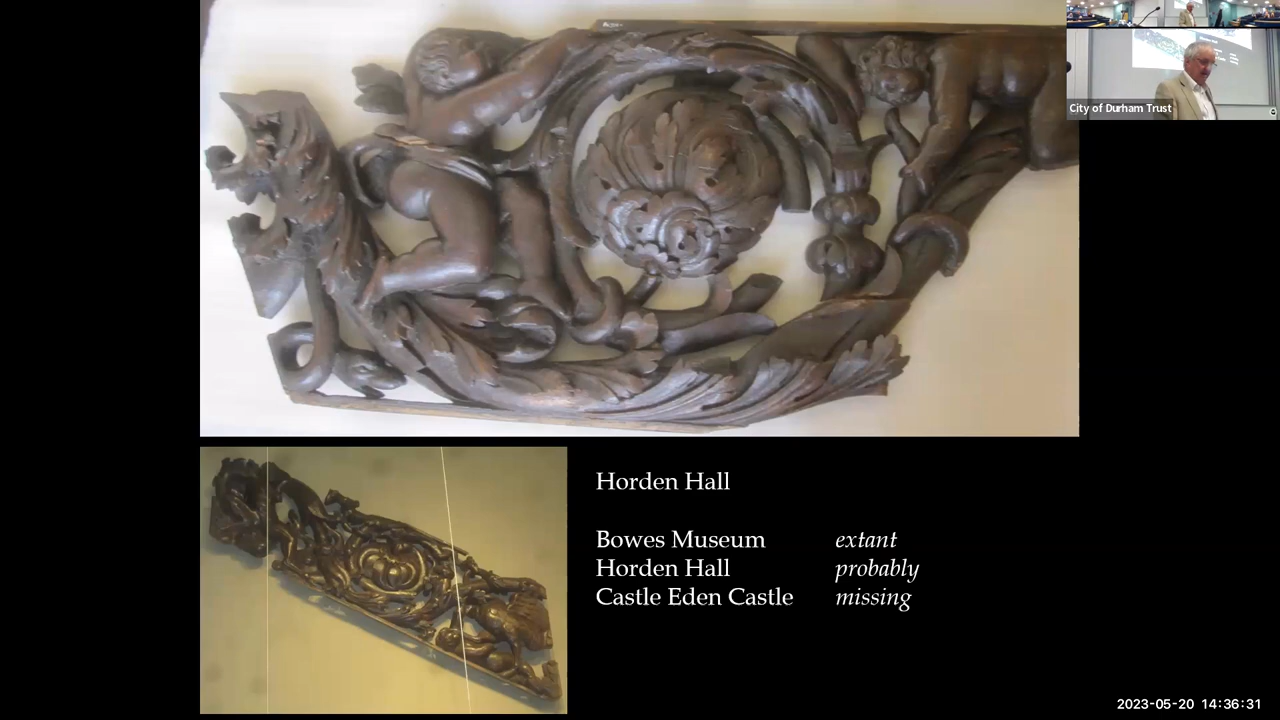 City of Durham Trust
Horden Hall
Bowes Museum extant
Horden Hall probably
Castle Eden Castle missing
2023-05-20 14:36:31